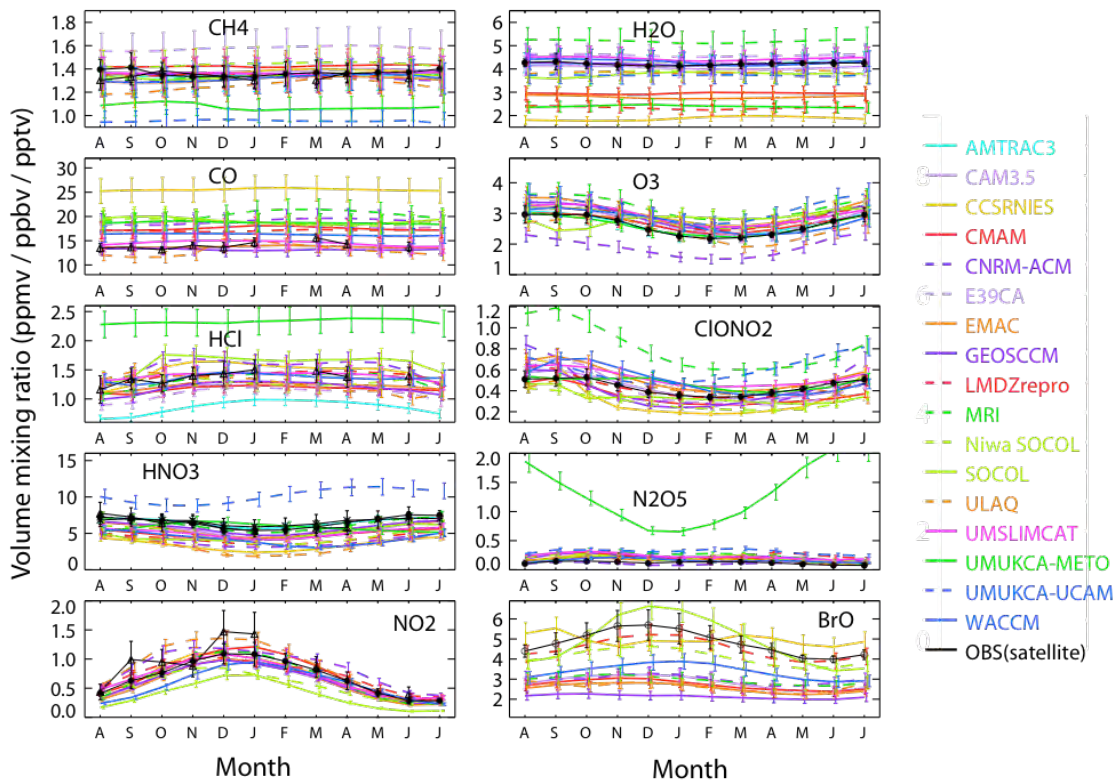 Volume mixing ratio (ppmv / ppbv / pptv)
CH4
1.8
1.6
1.4
1.2
1.0
A S O N D J F M A M J J
H2O
6
5
4
3
2
A S O N D J F M A M J J
CO
30
25
20
15
10
A S O N D J F M A M J J
O3
4
3
2
1
A S O N D J F M A M J J
HCl
2.5
2.0
1.5
1.0
A S O N D J F M A M J J
ClONO2
1.2
1.0
0.8
0.6
0.4
0.2
A S O N D J F M A M J J
HNO3
15
10
5
0
A S O N D J F M A M J J
N2O5
2.0
1.5
1.0
0.5
0.0
A S O N D J F M A M J J
NO2
2.0
1.5
1.0
0.5
0.0
A S O N D J F M A M J J
BrO
6
5
4
3
2
A S O N D J F M A M J J
Month
Month
AMTRAC3
8 CAM3.5
CCSRNIES
CMAM
CNRM-ACM
6 E39CA
EMAC
GEOSCCM
LMDZrepro
4 MRI
Niwa SOCOL
SOCOL
ULAQ
2 UMSLIMCAT
UMUKCA-METO
UMUKCA-UCAM
WACCM
0 OBS(satellite)